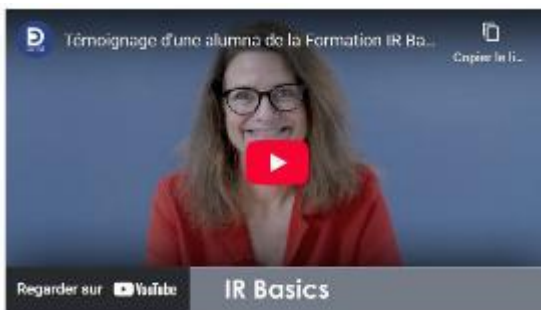 Témoignage d'une alumna de la Formation IR Ba...
Copier le li...
Regarder sur YouTube
IR Basics